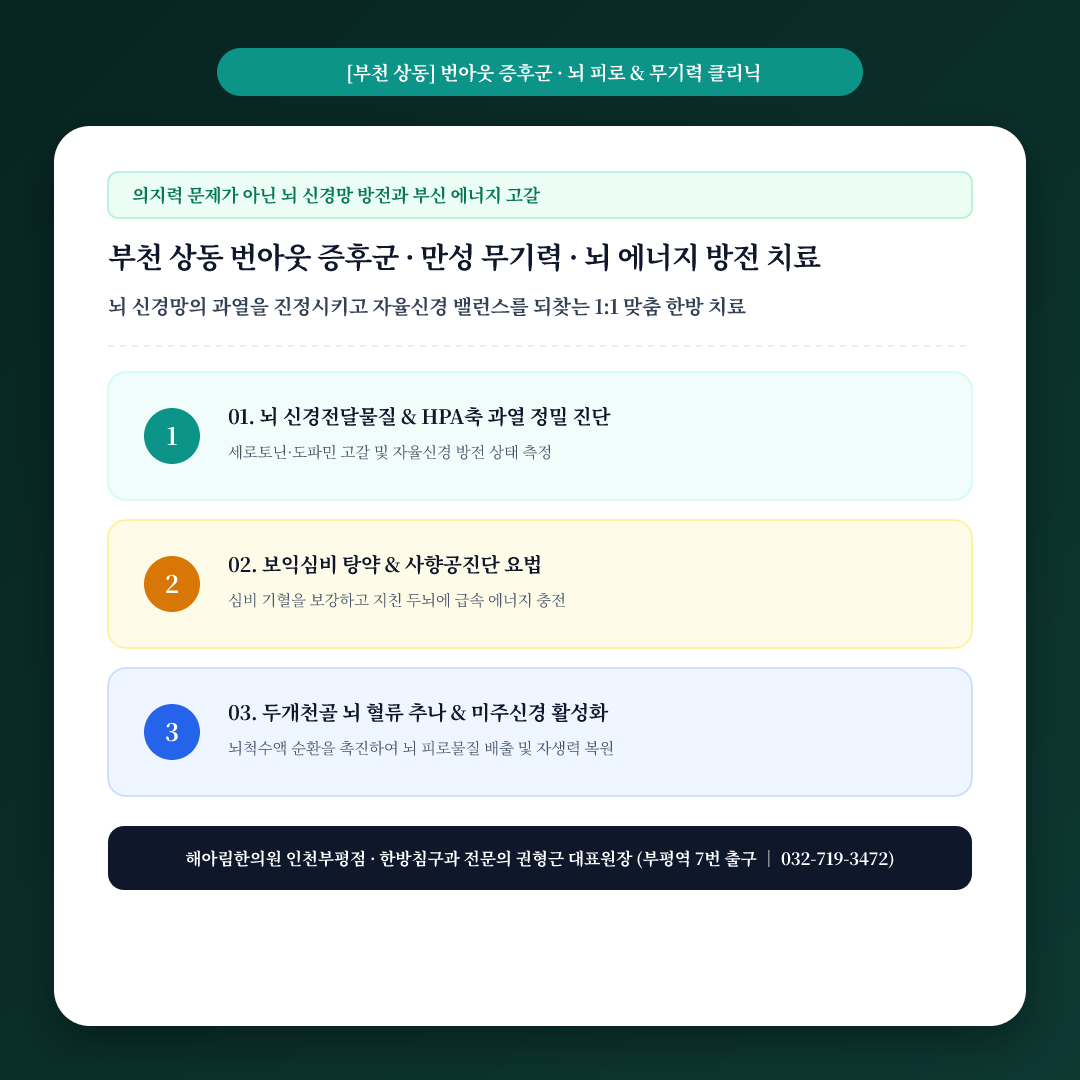 [부천 상동] 번아웃 증후군 · 뇌 피로 & 무기력 클리닉
의지력 문제가 아닌 뇌 신경망 방전과 부신 에너지 고갈
부천 상동 번아웃 증후군 · 만성 무기력 · 뇌 에너지 방전 치료
뇌 신경망의 과열을 진정시키고 자율신경 밸런스를 되찾는 1:1 맞춤 한방 치료
1
01. 뇌 신경전달물질 & HPA축 과열 정밀 진단
세로토닌·도파민 고갈 및 자율신경 방전 상태 측정
2
02. 보익심비 탕약 & 사향공진단 요법
심비 기혈을 보강하고 지친 두뇌에 급속 에너지 충전
3
03. 두개천골 뇌 혈류 추나 & 미주신경 활성화
뇌척수액 순환을 촉진하여 뇌 피로물질 배출 및 자생력 복원
해아림한의원 인천부평점 · 한방침구과 전문의 권형근 대표원장 (부평역 7번 출구 | 032-719-3472)